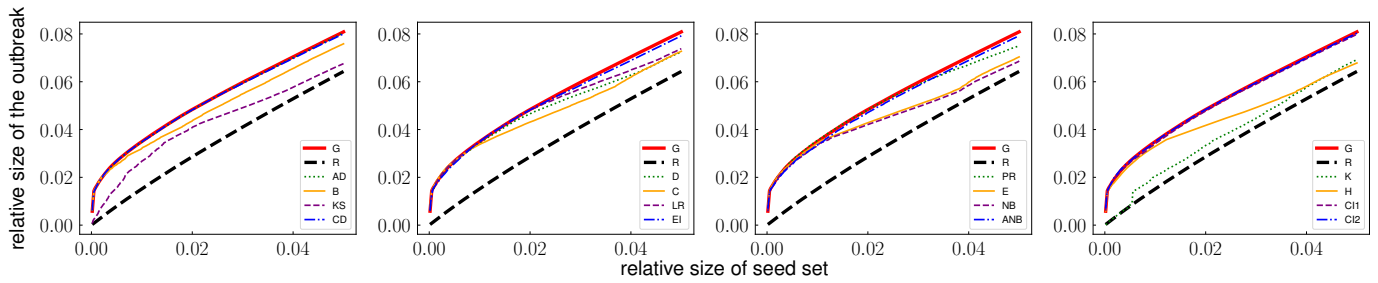 relative size of the outbreak
0.08
0.06
0.04
0.02
0.00
0.00 0.02 0.04
G
R
AD
B
KS
CD
0.08
0.06
0.04
0.02
0.00
0.00 0.02 0.04
G
R
D
C
LR
EI
0.08
0.06
0.04
0.02
0.00
0.00 0.02 0.04
G
R
PR
E
NB
ANB
0.08
0.06
0.04
0.02
0.00
0.00 0.02 0.04
G
R
K
H
CI1
CI2
relative size of seed set